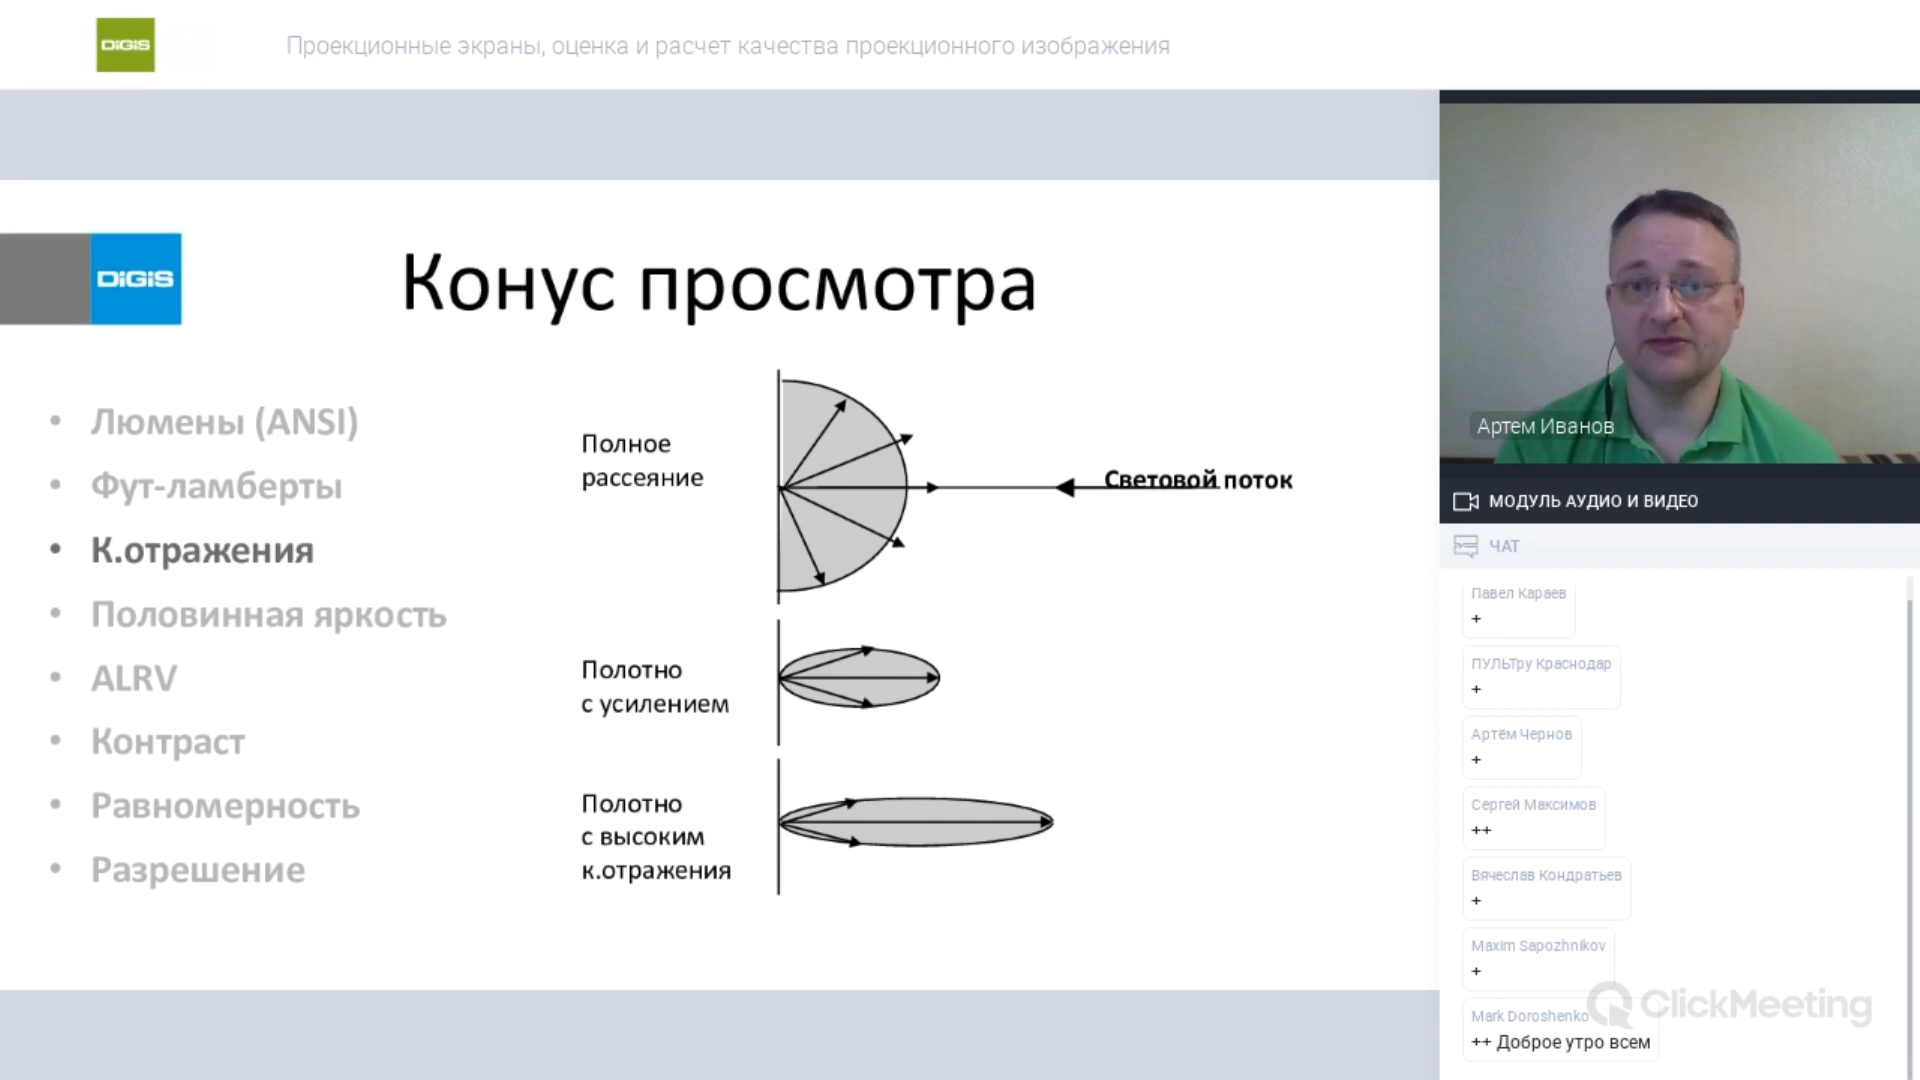 DiGiS
Проекционные экраны, оценка и расчет качества проекционного изображения
DiGiS
Конус просмотра
• Люмены (ANSI)
• Фут-ламберты
• К.отражения
• Половинная яркость
• ALRV
• Контраст
• Равномерность
• Разрешение
Полное
рассеяние
Световой поток
Полотно
с усилением
Полотно
с высоким
к.отражения
Артем Иванов
МОДУЛЬ АУДИО И ВИДЕО
ЧАТ
Павел Караев
+
ПУЛЬТру Краснодар
+
Артём Чернов
+
Сергей Максимов
++
Вячеслав Кондратьев
+
Maxim Sapozhnikov
+
Mark Doroshenko
++ Доброе утро всем
ClickMeeting